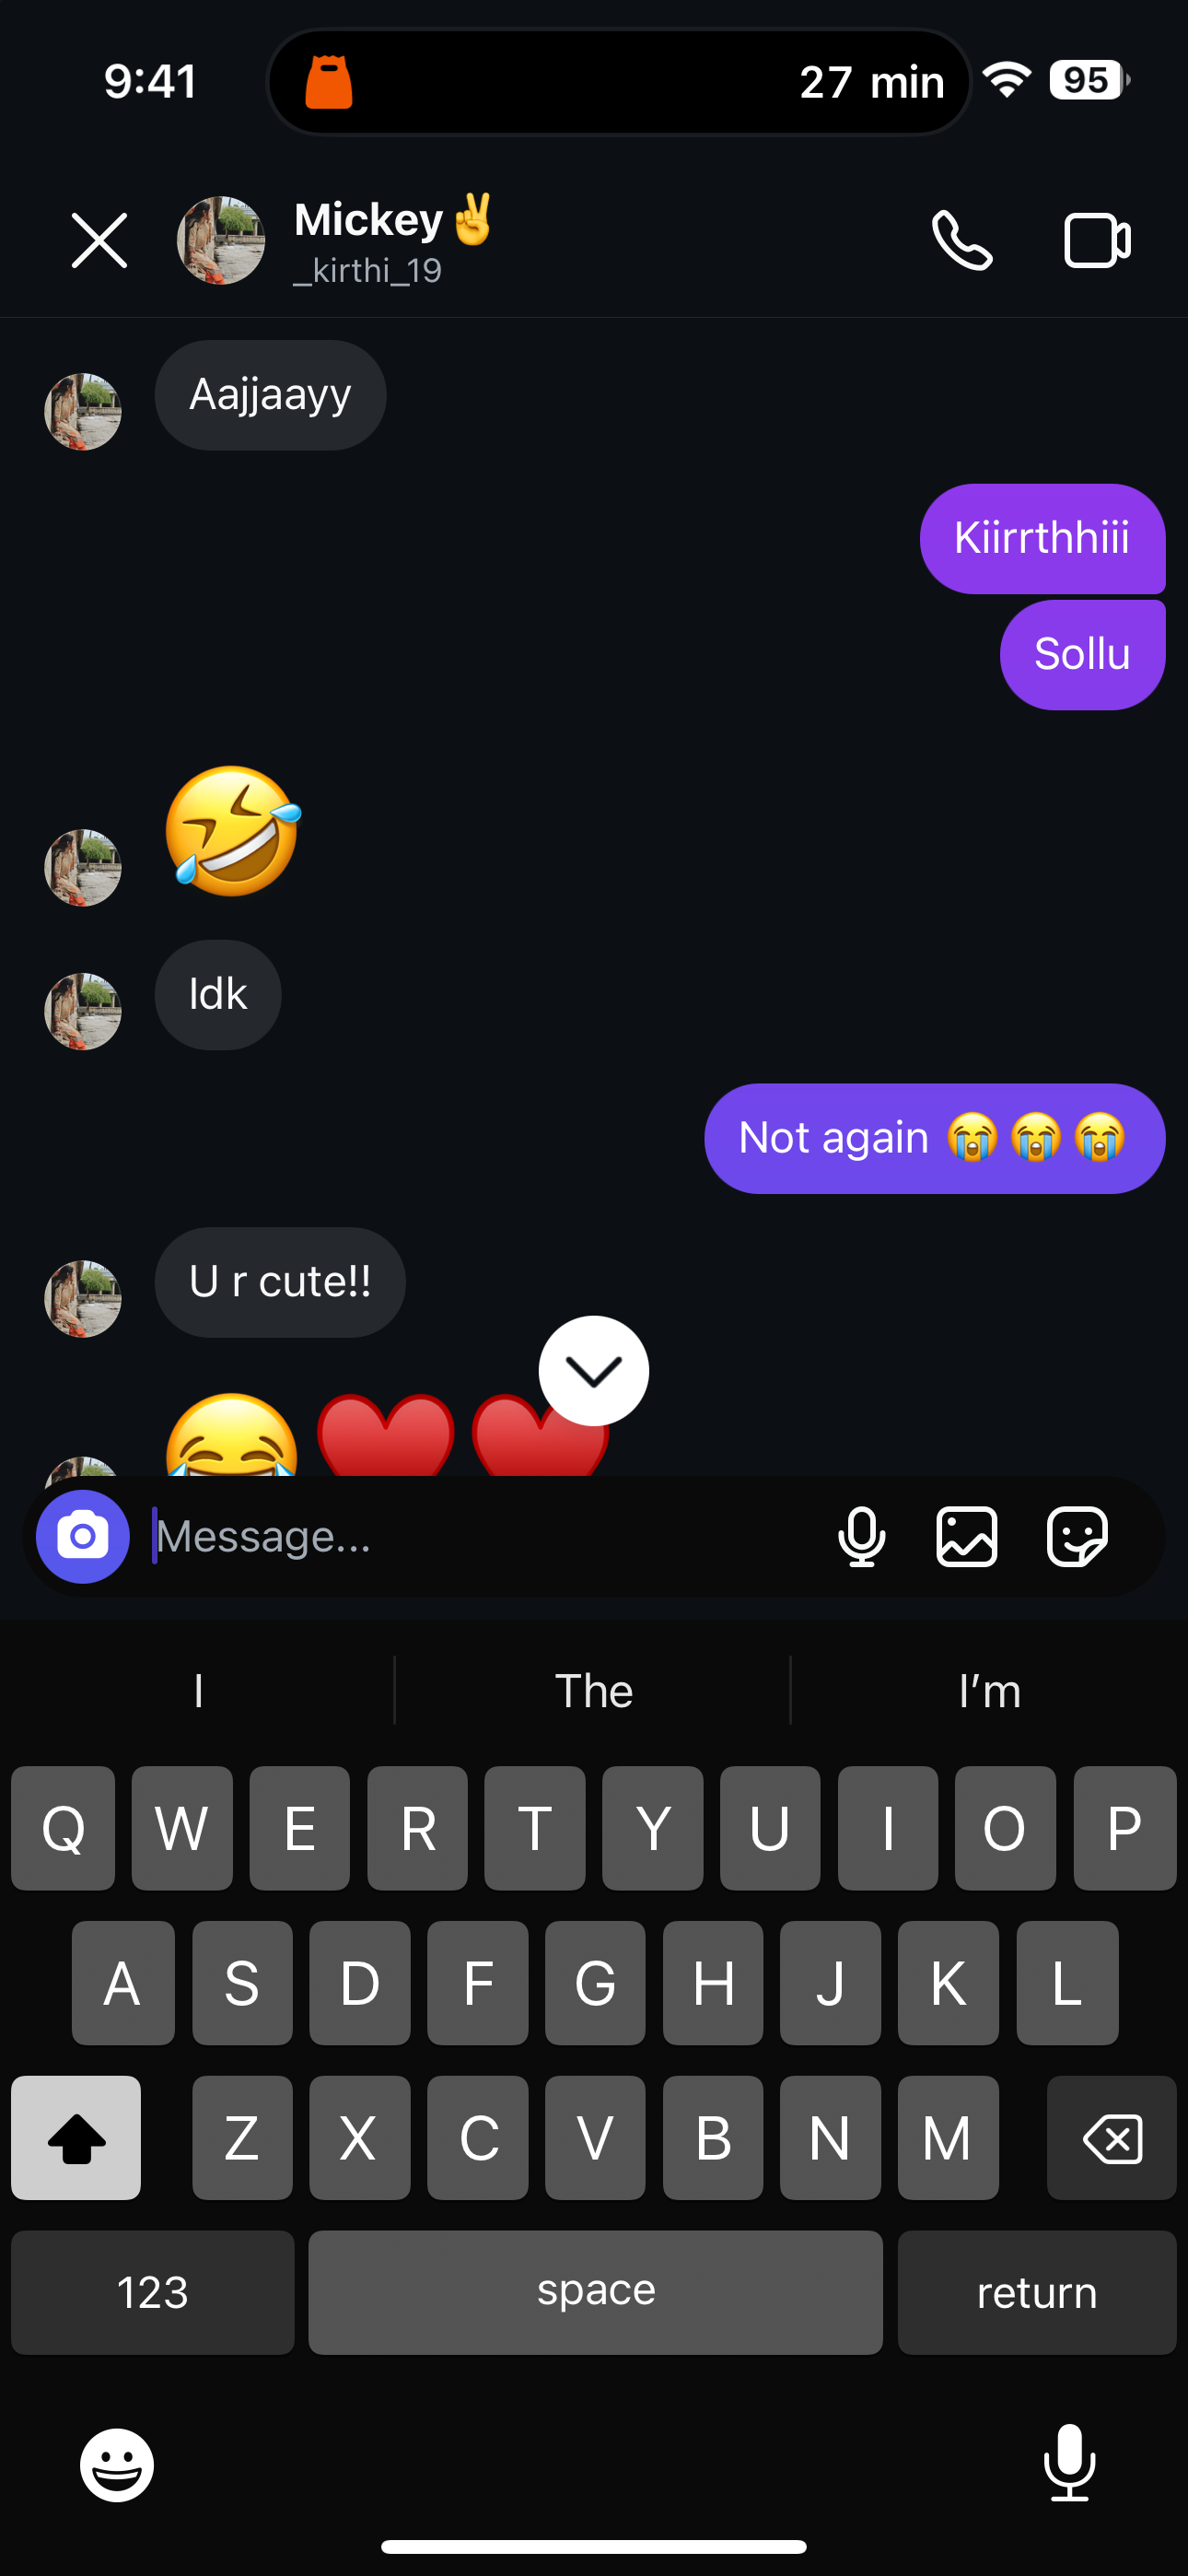 9:41
27 min
95
Mickey✌️
_kirthi_19
Aajjaayy
Kiirrthhiii
Sollu
🤣
Idk
Not again 😭😭😭
U r cute!!
😂♥️♥️
Message...
I The I'm
Q W E R T Y U I O P
A S D F G H J K L
Z X C V B N M
123 space return